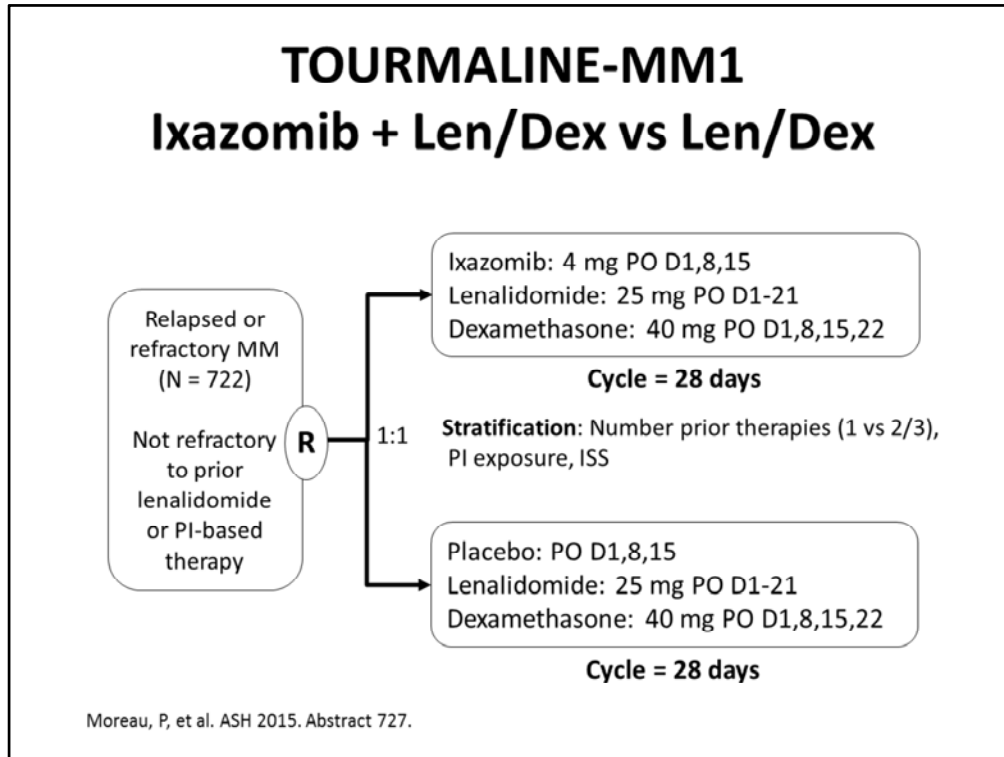 TOURMALINE-MM1
Ixazomib + Len/Dex vs Len/Dex
Relapsed or
refractory MM
(N = 722)
Not refractory
to prior
lenalidomide
or PI-based
therapy
R
1:1
Ixazomib: 4 mg PO D1,8,15
Lenalidomide: 25 mg PO D1-21
Dexamethasone: 40 mg PO D1,8,15,22
Cycle = 28 days
Stratification: Number prior therapies (1 vs 2/3),
PI exposure, ISS
Placebo: PO D1,8,15
Lenalidomide: 25 mg PO D1-21
Dexamethasone: 40 mg PO D1,8,15,22
Cycle = 28 days
Moreau, P, et al. ASH 2015. Abstract 727.